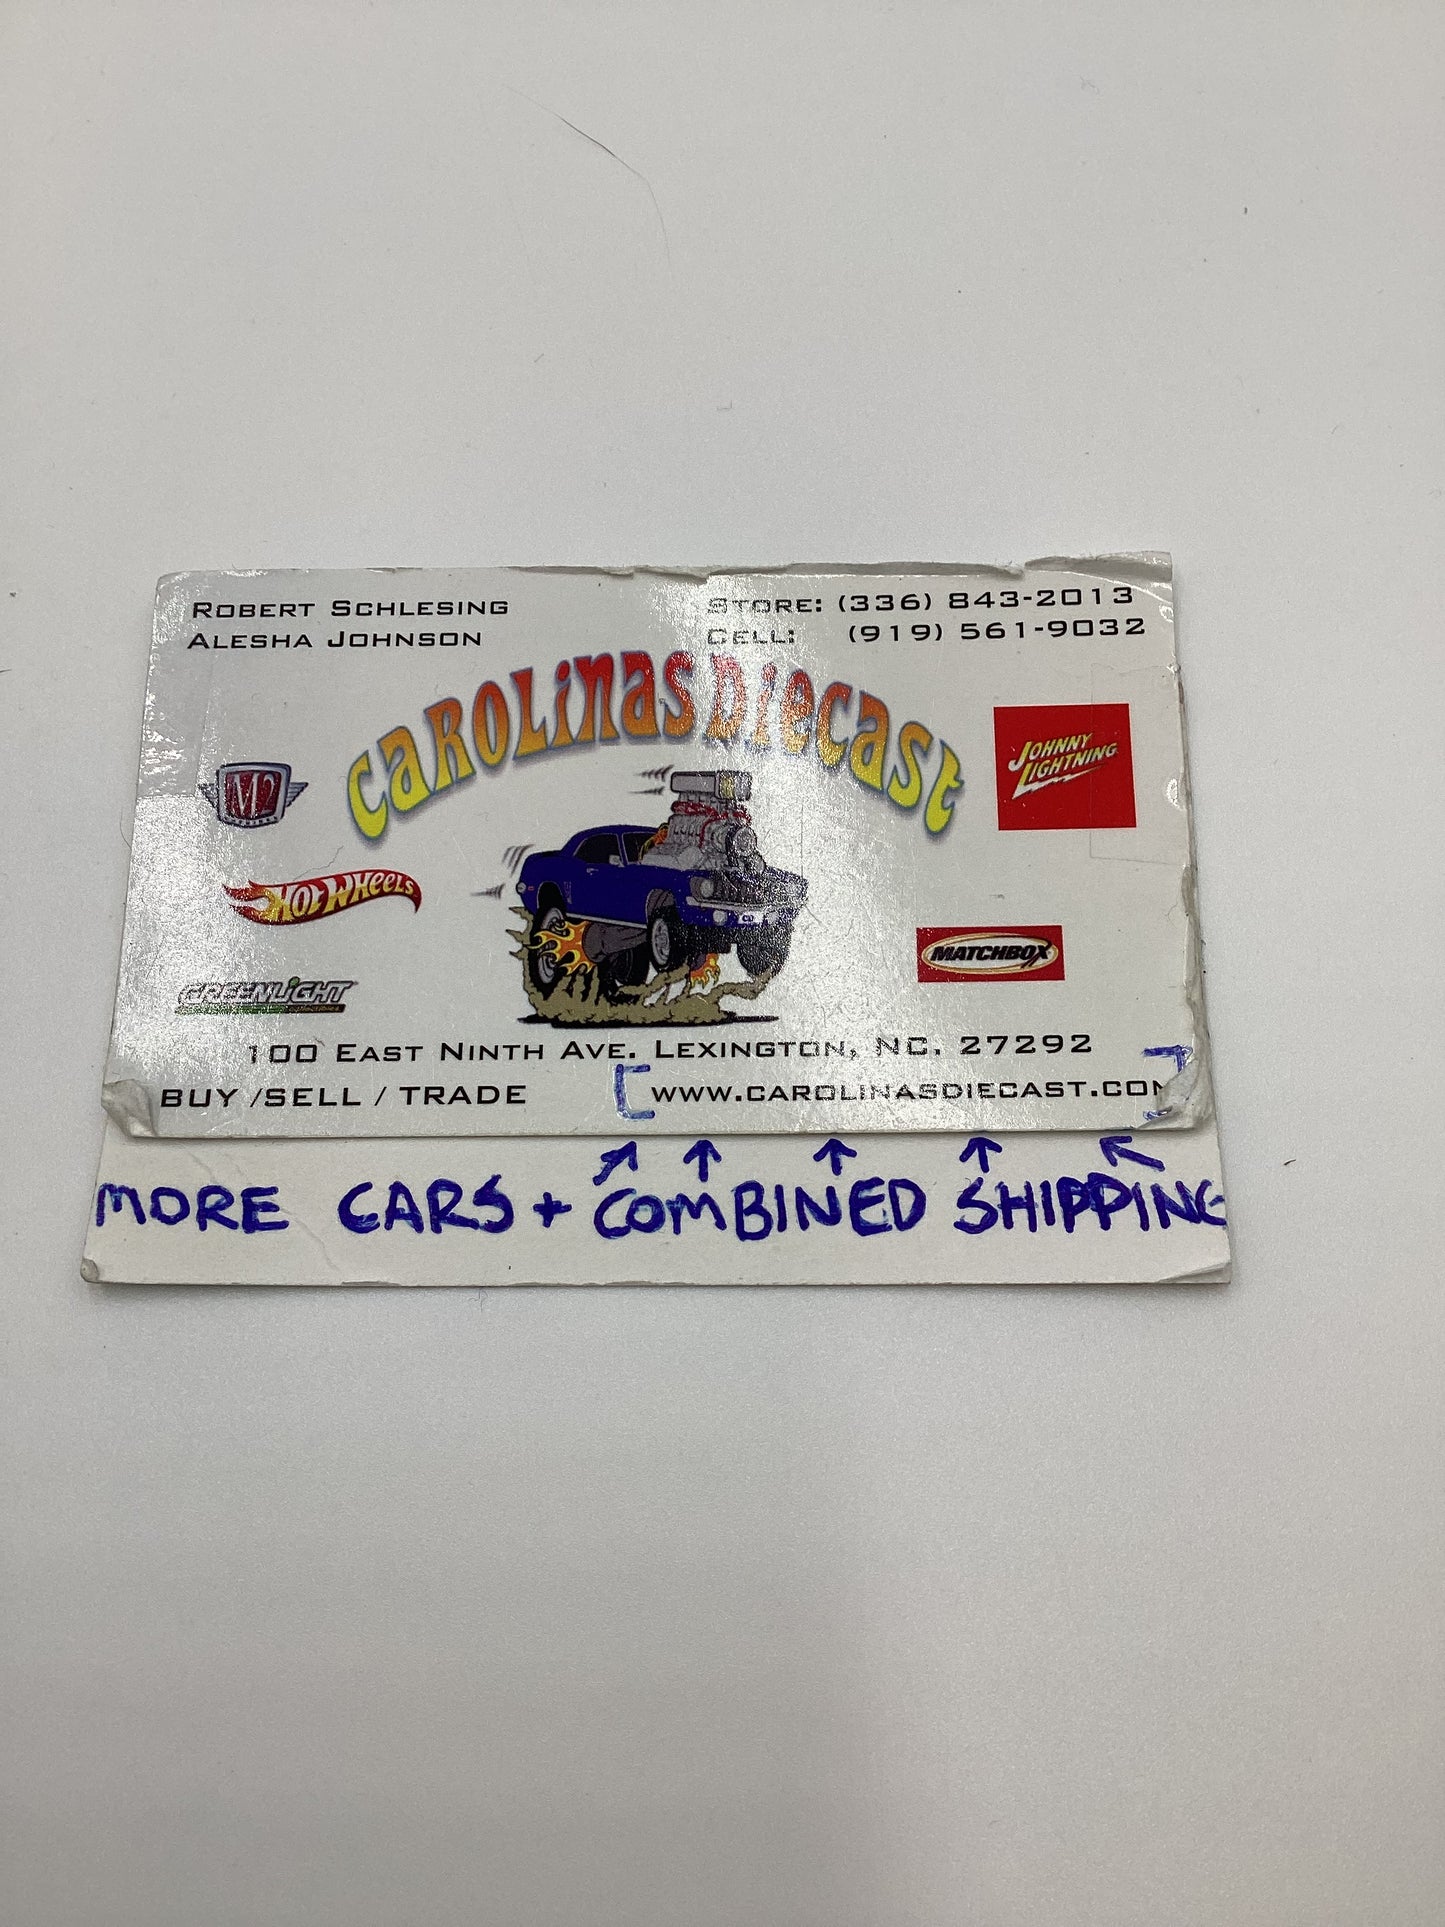 ROBERT SCHLESING
ALESHA JOHNSON
STORE: (336) 843-2013
CELL: (919) 561-9032
CAROLINAS DIECAST
M2
JOHNNY LIGHTNING
HOT WHEELS
MATCHBOX
GREENLIGHT
CD
100 EAST NINTH AVE. LEXINGTON, NC. 27292
BUY /SELL / TRADE [WWW.CAROLINASDIECAST.COM]
MORE CARS + COMBINED SHIPPING